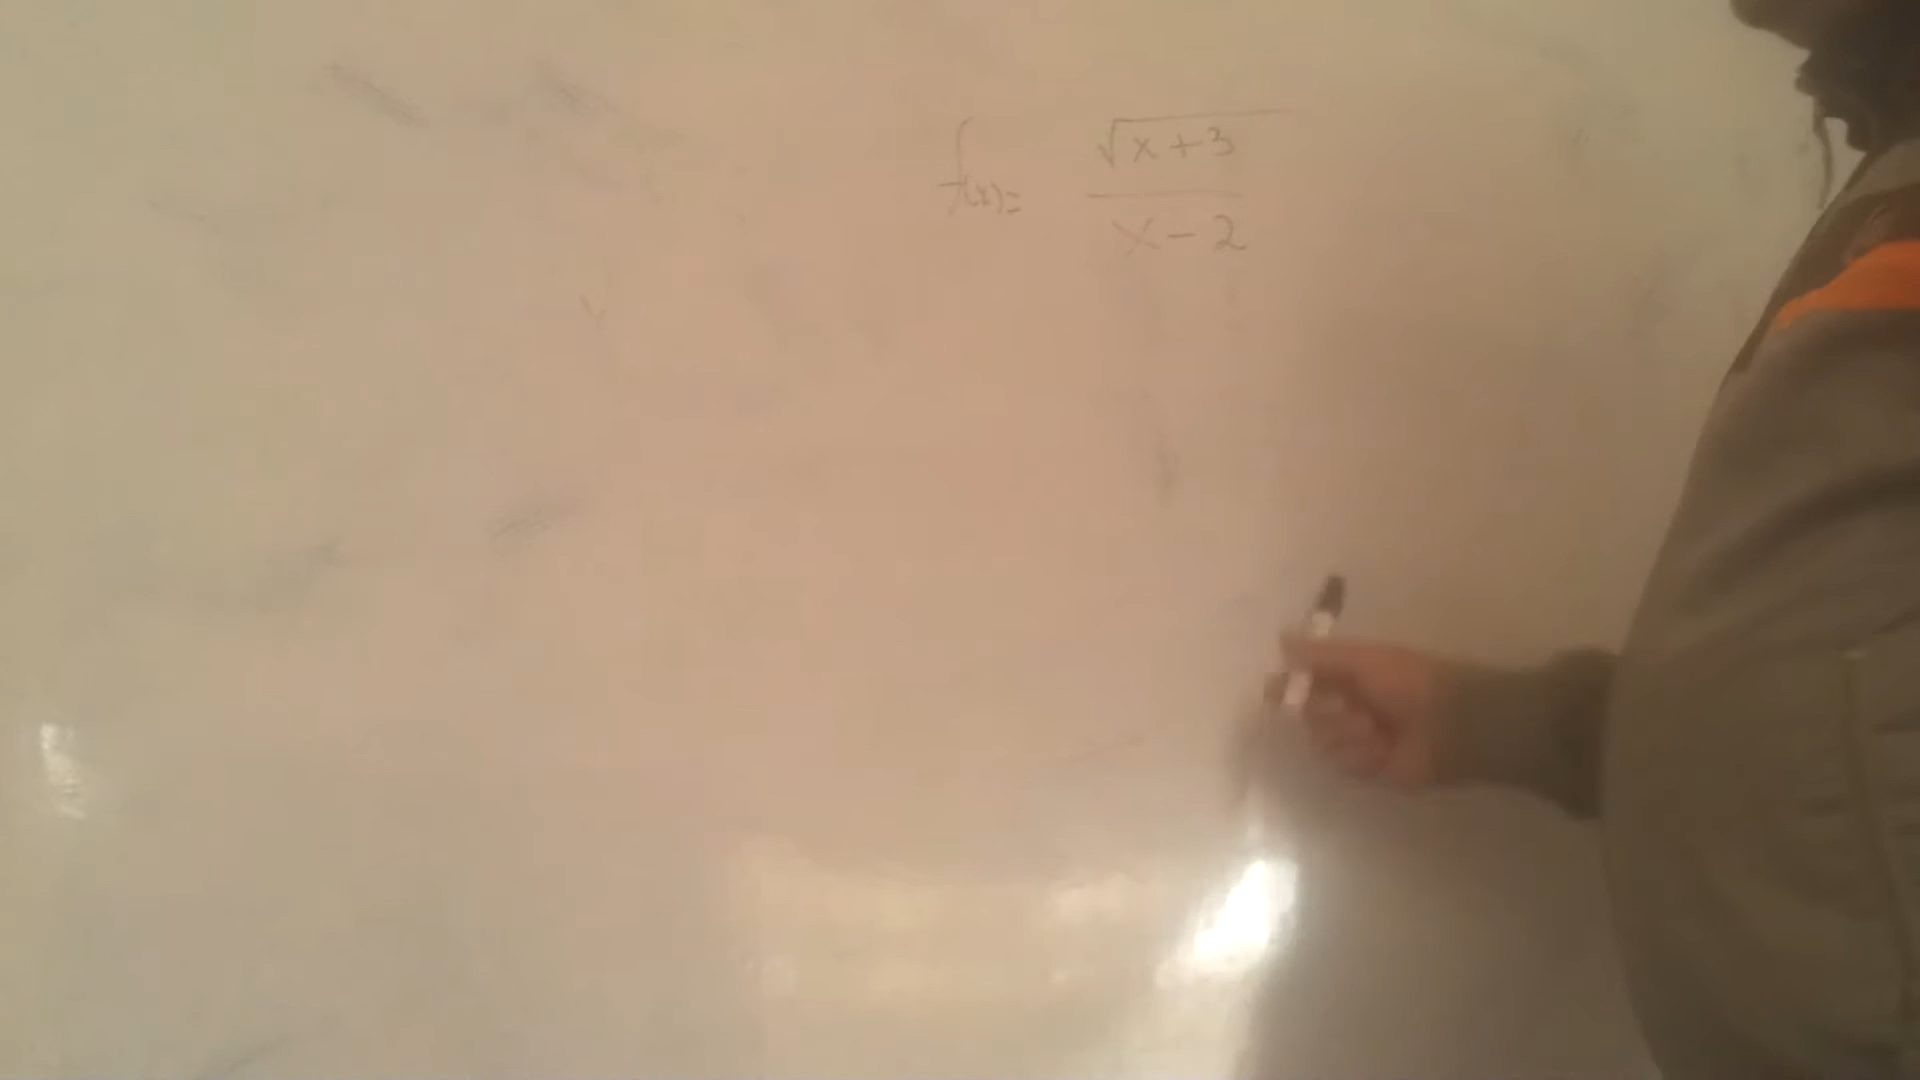 f(x)= √x+3 / x-2